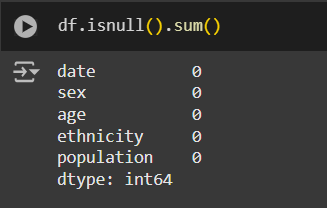 df.isnull().sum()
date 0
sex 0
age 0
ethnicity 0
population 0
dtype: int64